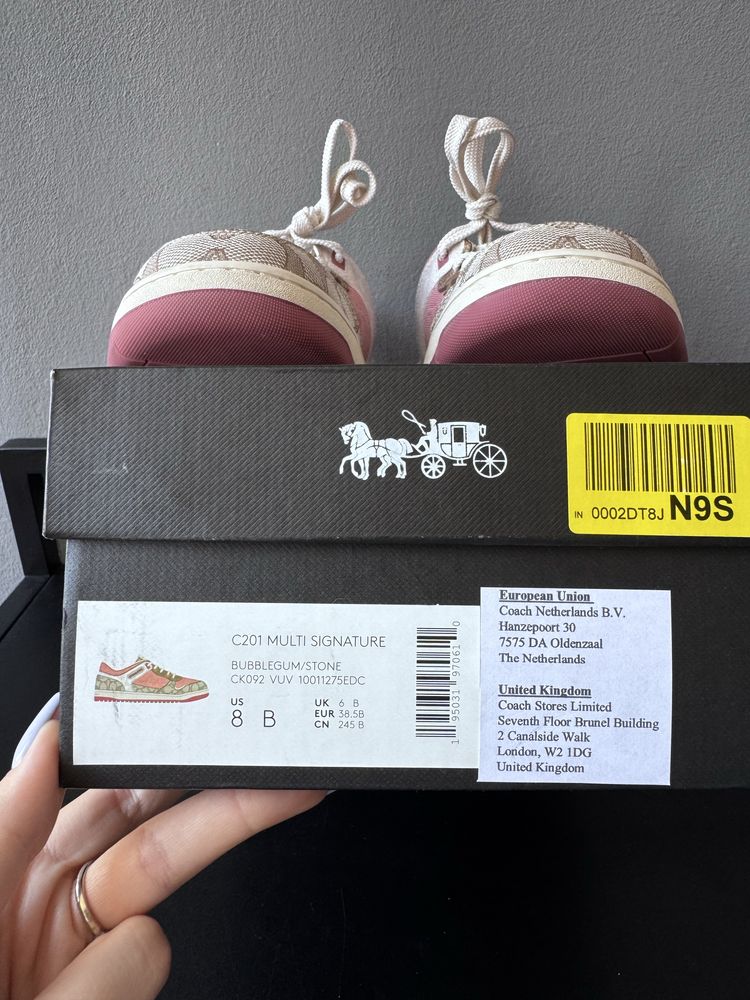 IN 0002DT8J N9S
C201 MULTI SIGNATURE
BUBBLEGUM/STONE
CK092 VUV 10011275EDC
US
8 B
UK 6 B
EUR 38.5B
CN 245 B
1 95031 97061 0
European Union
Coach Netherlands B.V.
Hanzepoort 30
7575 DA Oldenzaal
The Netherlands
United Kingdom
Coach Stores Limited
Seventh Floor Brunel Building
2 Canalside Walk
London, W2 1DG
United Kingdom